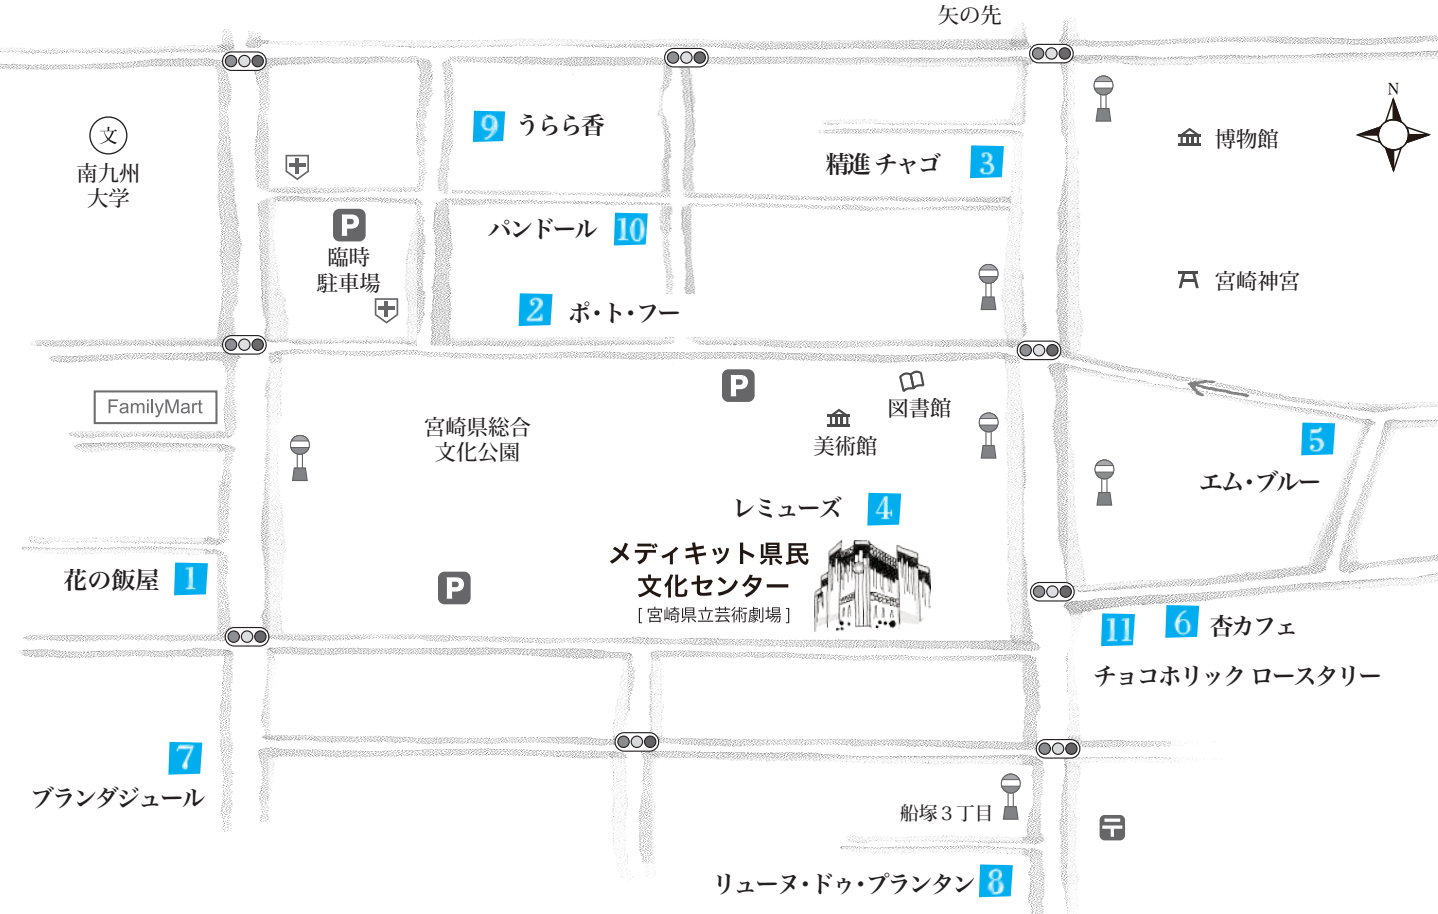 矢の先
N
文
南九州
大学
9 うらら香
精進 チャゴ 3
博物館
P
臨時
駐車場
パンドール 10
2 ポ・ト・フー
宮崎神宮
FamilyMart
宮崎県総合
文化公園
P
図書館
美術館
5
エム・ブルー
レミューズ 4
メディキット県民
文化センター
[ 宮崎県立芸術劇場 ]
花の飯屋 1
P
11 6 杏カフェ
チョコホリック ロースタリー
7
ブランダジュール
船塚3丁目
〒
リューヌ・ドゥ・プランタン 8